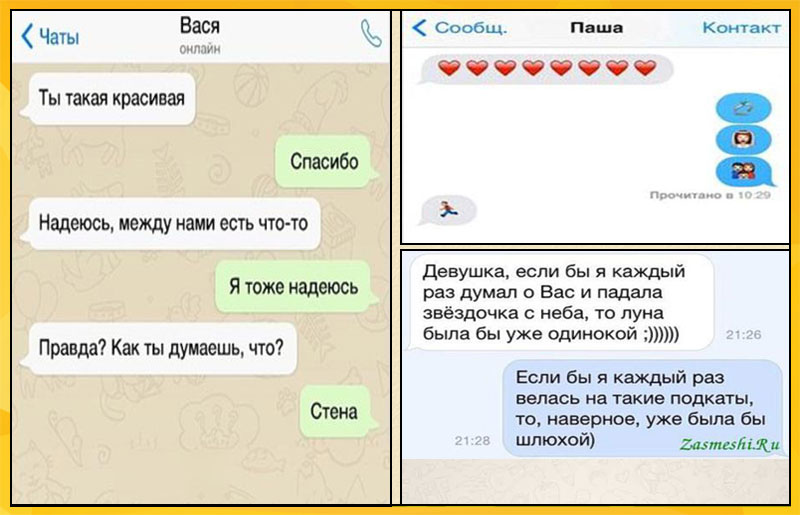 Чаты
Вася
онлайн
Ты такая красивая
Спасибо
Надеюсь, между нами есть что-то
Я тоже надеюсь
Правда? Как ты думаешь, что?
Стена
Сообщ.
Паша
Контакт
Прочитано в 10:29
Девушка, если бы я каждый
раз думал о Вас и падала
звёздочка с неба, то луна
была бы уже одинокой ;))))))
21:26
Если бы я каждый раз
велась на такие подкаты,
то, наверное, уже была бы
шлюхой)
21:28
Zasmeshi.Ru